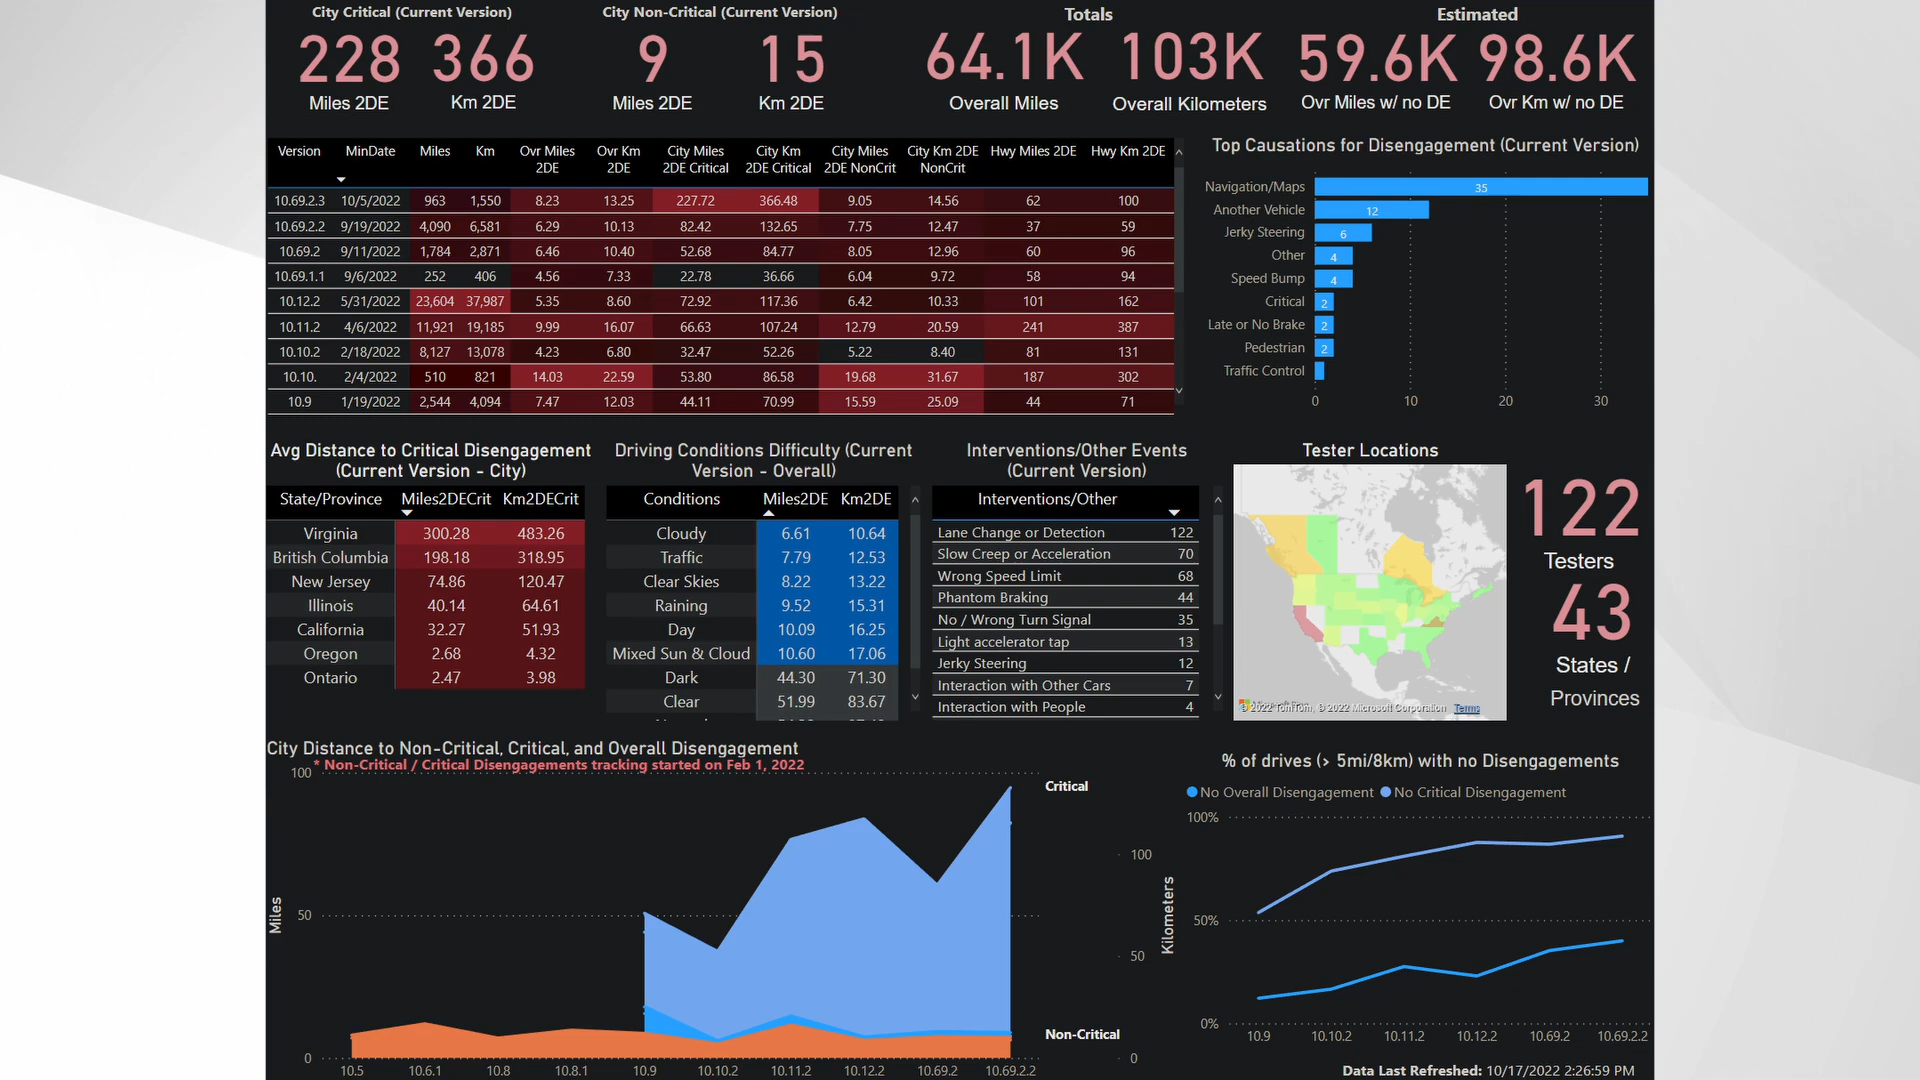 City Critical (Current Version)
City Non-Critical (Current Version)
Totals
Estimated
228 366 9 15 64.1K 103K 59.6K 98.6K
Miles 2DE Km 2DE Miles 2DE Km 2DE Overall Miles Overall Kilometers Ovr Miles w/ no DE Ovr Km w/ no DE
Version MinDate Miles Km Ovr Miles 2DE Ovr Km 2DE City Miles 2DE Critical City Km 2DE Critical City Miles 2DE NonCrit City Km 2DE NonCrit Hwy Miles 2DE Hwy Km 2DE
10.69.2.3 10/5/2022 963 1,550 8.23 13.25 227.72 366.48 9.05 14.56 62 100
10.69.2.2 9/19/2022 4,090 6,581 6.29 10.13 82.42 132.65 7.75 12.47 37 59
10.69.2 9/11/2022 1,784 2,871 6.46 10.40 52.68 84.77 8.05 12.96 60 96
10.69.1.1 9/6/2022 252 406 4.56 7.33 22.78 36.66 6.04 9.72 58 94
10.12.2 5/31/2022 23,604 37,987 5.35 8.60 72.92 117.36 6.42 10.33 101 162
10.11.2 4/6/2022 11,921 19,185 9.99 16.07 66.63 107.24 12.79 20.59 241 387
10.10.2 2/18/2022 8,127 13,078 4.23 6.80 32.47 52.26 5.22 8.40 81 131
10.10. 2/4/2022 510 821 14.03 22.59 53.80 86.58 19.68 31.67 187 302
10.9 1/19/2022 2,544 4,094 7.47 12.03 44.11 70.99 15.59 25.09 44 71
Top Causations for Disengagement (Current Version)
Navigation/Maps 35
Another Vehicle 12
Jerky Steering 6
Other 4
Speed Bump 4
Critical 2
Late or No Brake 2
Pedestrian 2
Traffic Control
0 10 20 30
Avg Distance to Critical Disengagement
(Current Version - City)
State/Province Miles2DECrit Km2DECrit
Virginia 300.28 483.26
British Columbia 198.18 318.95
New Jersey 74.86 120.47
Illinois 40.14 64.61
California 32.27 51.93
Oregon 2.68 4.32
Ontario 2.47 3.98
Driving Conditions Difficulty (Current
Version - Overall)
Conditions Miles2DE Km2DE
Cloudy 6.61 10.64
Traffic 7.79 12.53
Clear Skies 8.22 13.22
Raining 9.52 15.31
Day 10.09 16.25
Mixed Sun & Cloud 10.60 17.06
Dark 44.30 71.30
Clear 51.99 83.67
Interventions/Other Events
(Current Version)
Interventions/Other
Lane Change or Detection 122
Slow Creep or Acceleration 70
Wrong Speed Limit 68
Phantom Braking 44
No / Wrong Turn Signal 35
Light accelerator tap 13
Jerky Steering 12
Interaction with Other Cars 7
Interaction with People 4
Tester Locations
© 2022 TomTom, © 2022 Microsoft Corporation Terms
122
Testers
43
States /
Provinces
City Distance to Non-Critical, Critical, and Overall Disengagement
* Non-Critical / Critical Disengagements tracking started on Feb 1, 2022
100
50
0
Miles
Critical
Non-Critical
100
50
0
Kilometers
10.5 10.6.1 10.8 10.8.1 10.9 10.10.2 10.11.2 10.12.2 10.69.2 10.69.2.2
% of drives (> 5mi/8km) with no Disengagements
No Overall Disengagement No Critical Disengagement
100%
50%
0%
10.9 10.10.2 10.11.2 10.12.2 10.69.2 10.69.2.2
Data Last Refreshed: 10/17/2022 2:26:59 PM